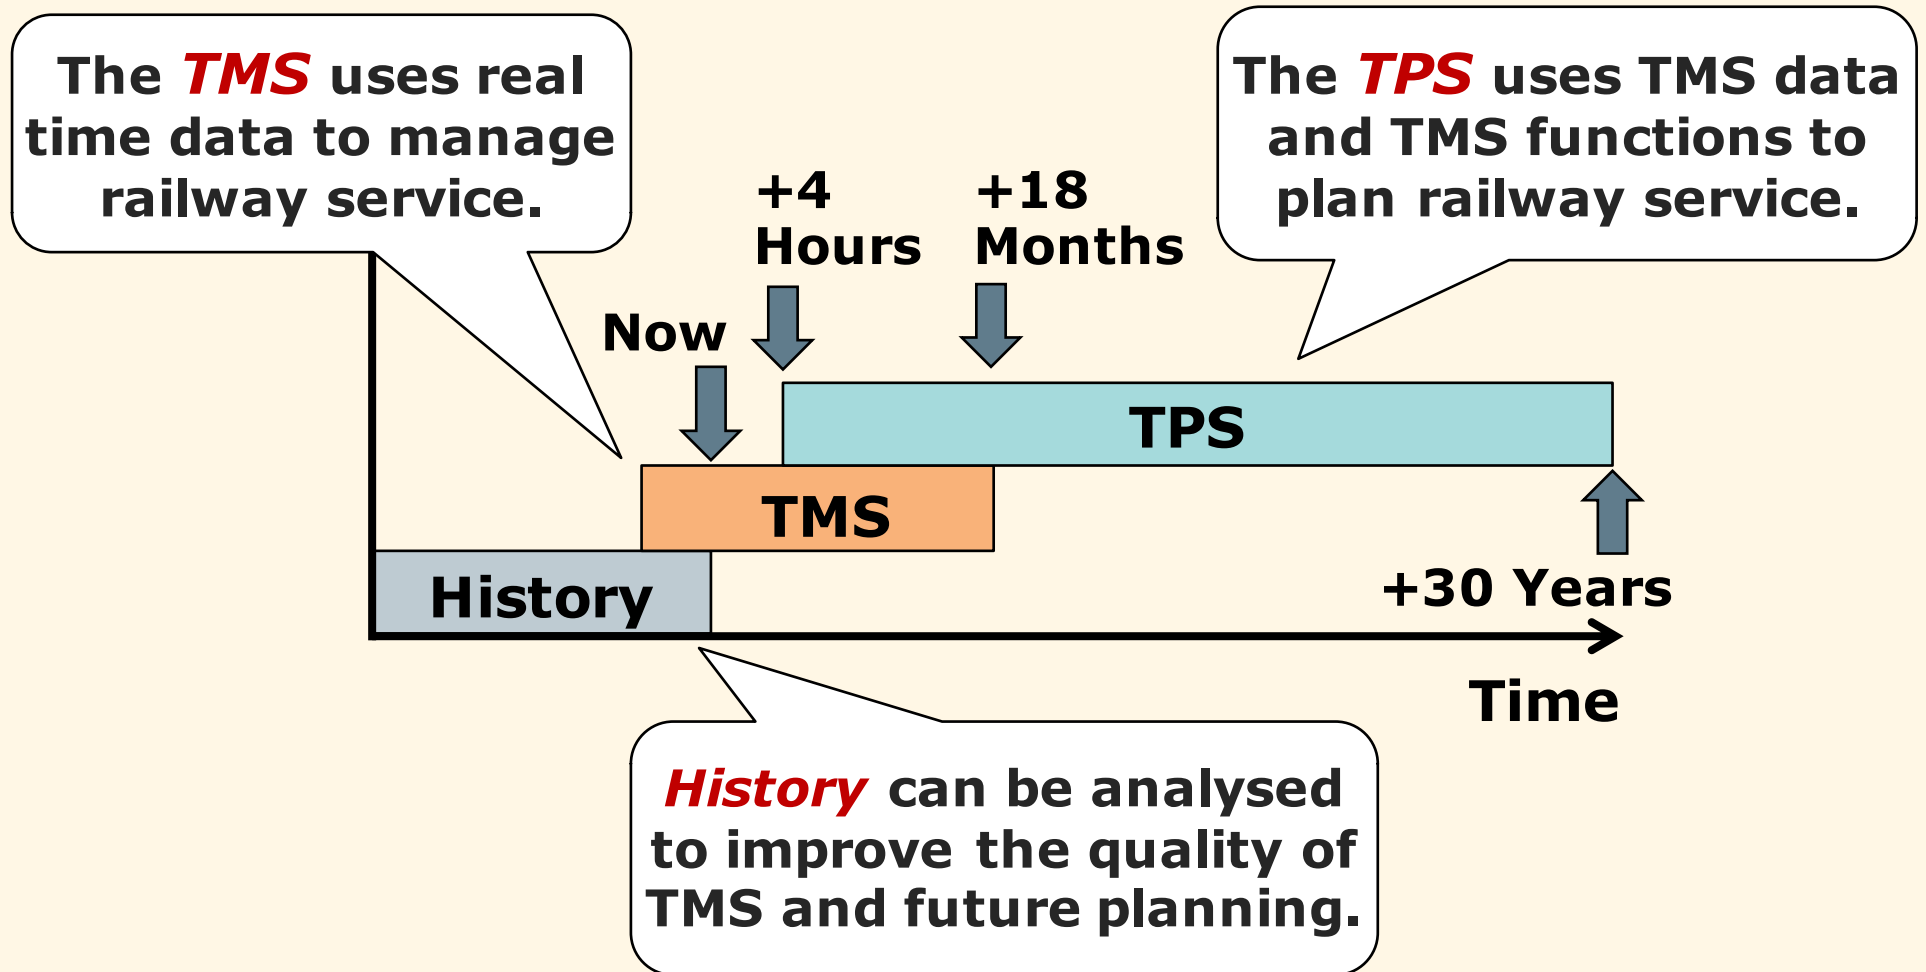 The TMS uses real
time data to manage
railway service.
The TPS uses TMS data
and TMS functions to
plan railway service.
+4
Hours
+18
Months
Now
TPS
TMS
History
+30 Years
Time
History can be analysed
to improve the quality of
TMS and future planning.